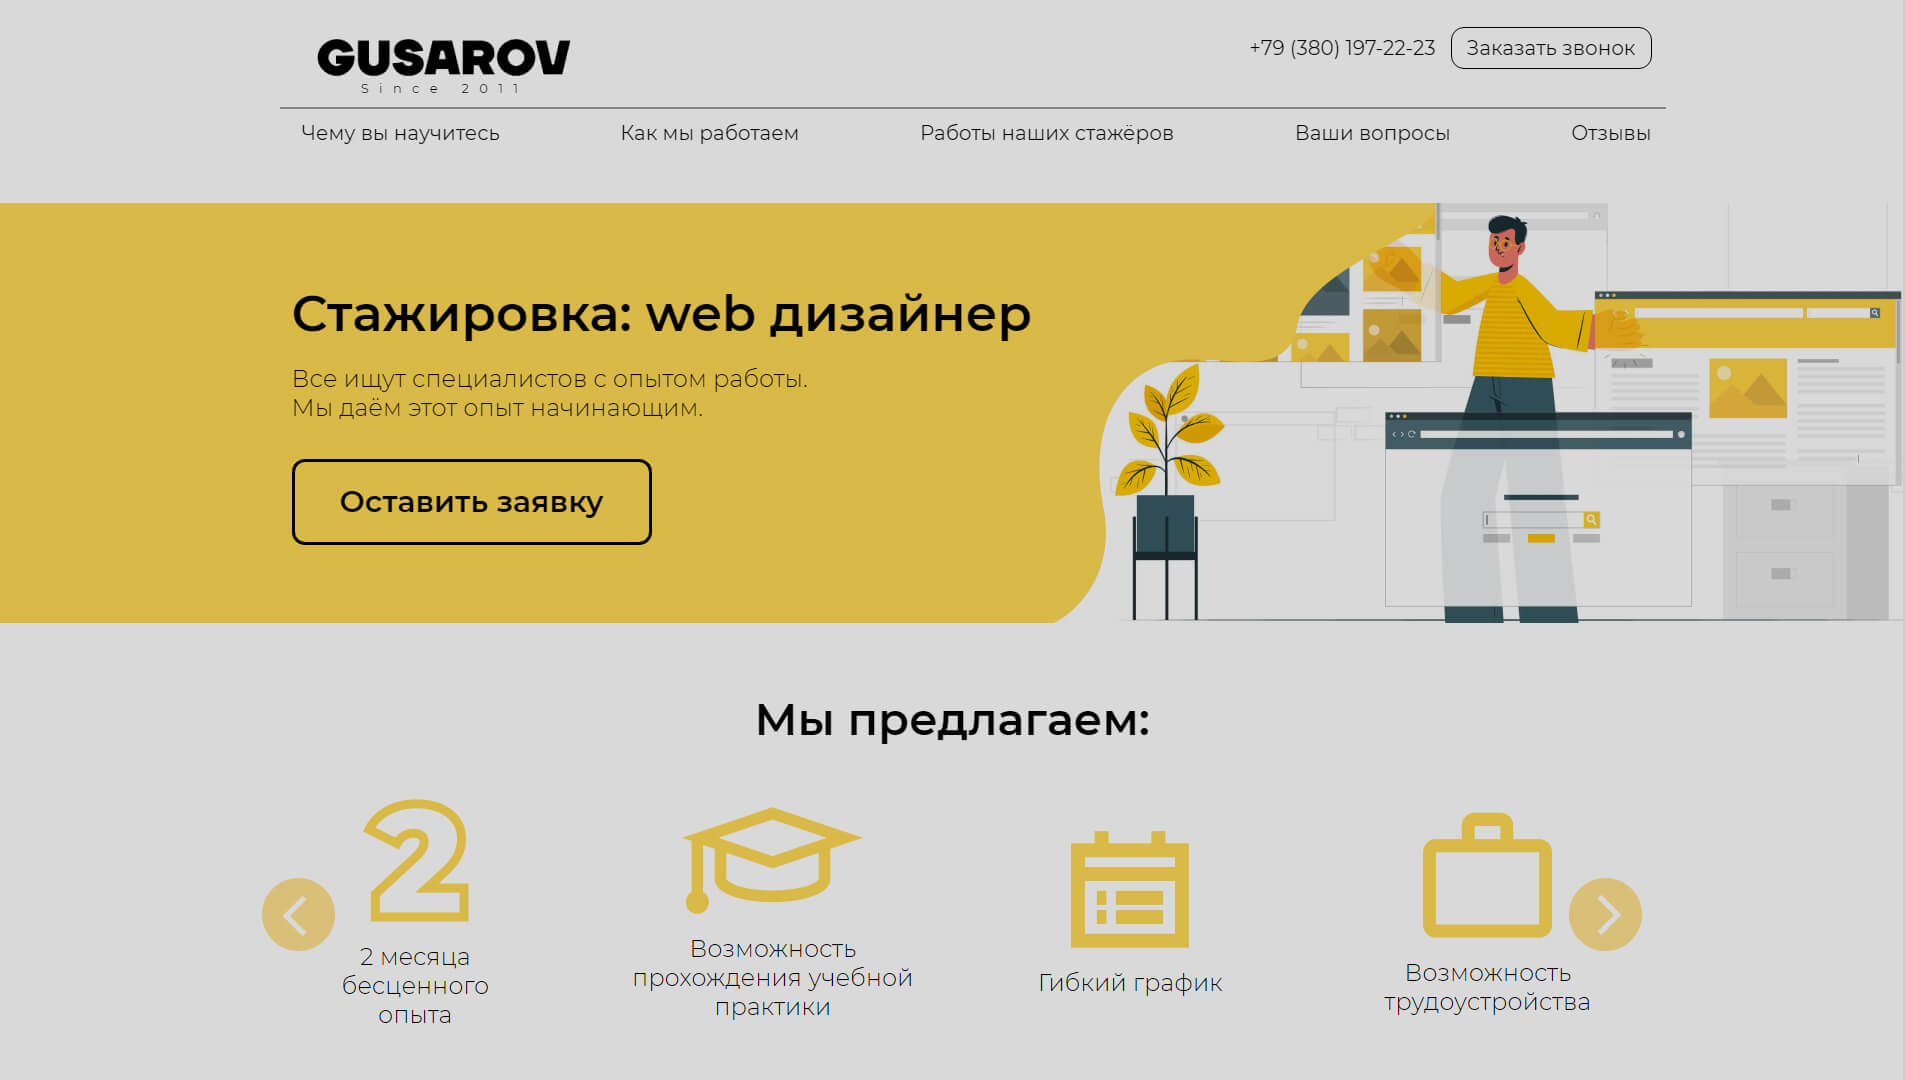 GUSAROV
Since 2011
+79 (380) 197-22-23
Заказать звонок
Чему вы научитесь
Как мы работаем
Работы наших стажёров
Ваши вопросы
Отзывы
Стажировка: web дизайнер
Все ищут специалистов с опытом работы.
Мы даём этот опыт начинающим.
Оставить заявку
Мы предлагаем:
2
2 месяца
бесценного
опыта
Возможность
прохождения учебной
практики
Гибкий график
Возможность
трудоустройства